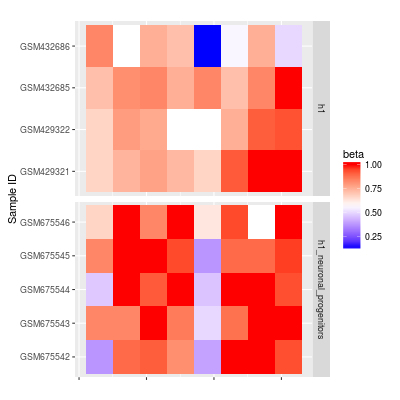 GSM432686
GSM432685
GSM429322
GSM429321
h1
GSM675546
GSM675545
GSM675544
GSM675543
GSM675542
h1_neuronal_progenitors
Sample ID
beta
1.00
0.75
0.50
0.25